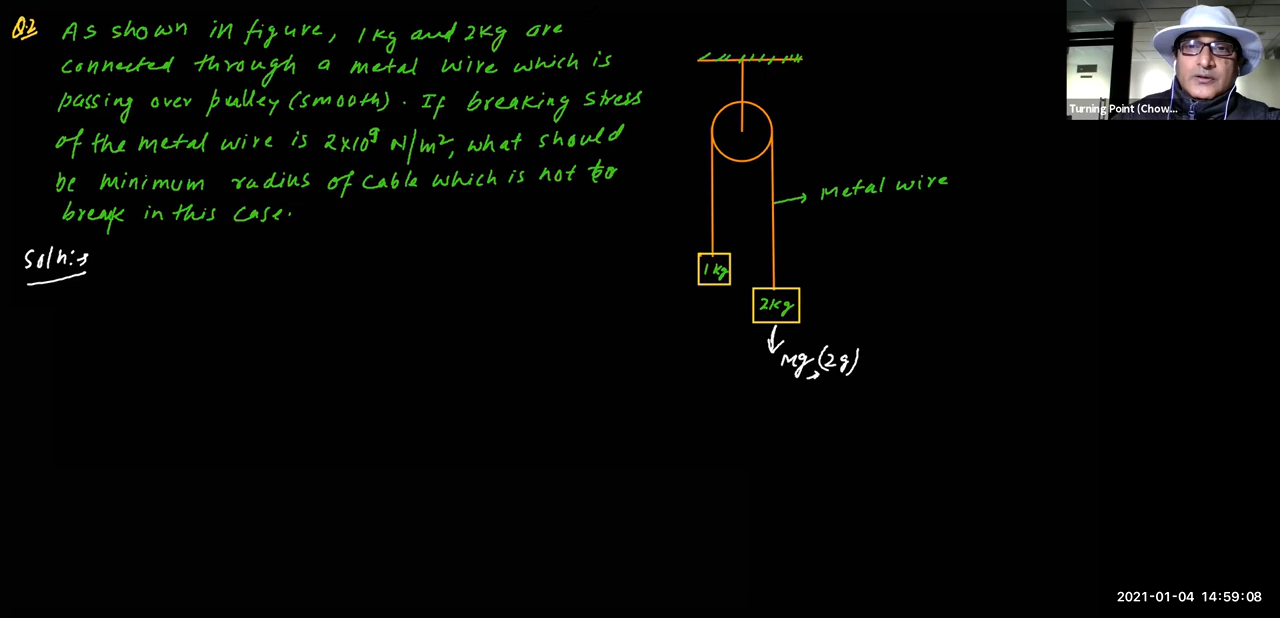 Q.2 As shown in figure, 1kg and 2kg are
connected through a metal wire which is
passing over pulley (smooth). If breaking stress
of the metal wire is 2×10⁹ N/m², what should
be minimum radius of cable which is not to
break in this case.
Soln:→
Metal wire
1kg
2kg
Mg(2g)
Turning Point (Chow...
2021-01-04 14:59:08